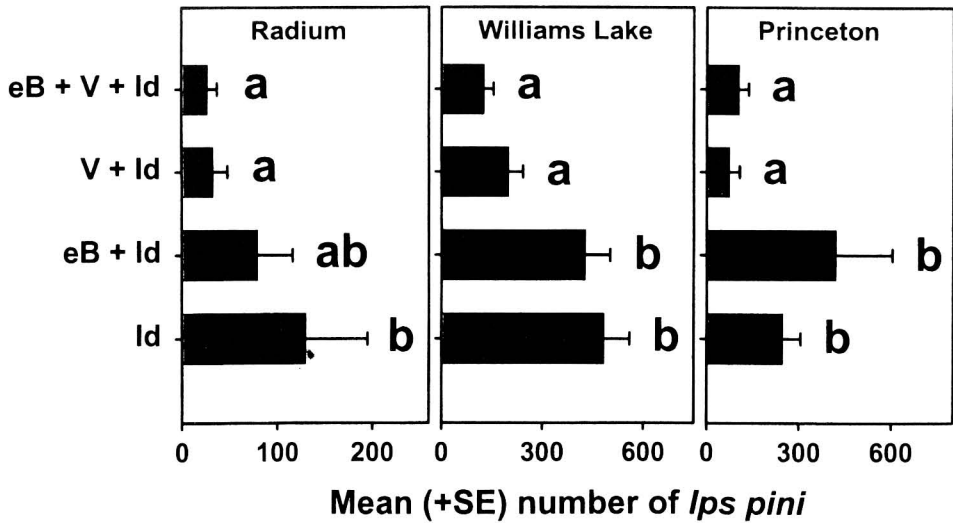 Radium Williams Lake Princeton
eB + V + Id a a a
V + Id a a a
eB + Id ab b b
Id b b b
0 100 200 0 300 600 0 300 600
Mean (+SE) number of Ips pini